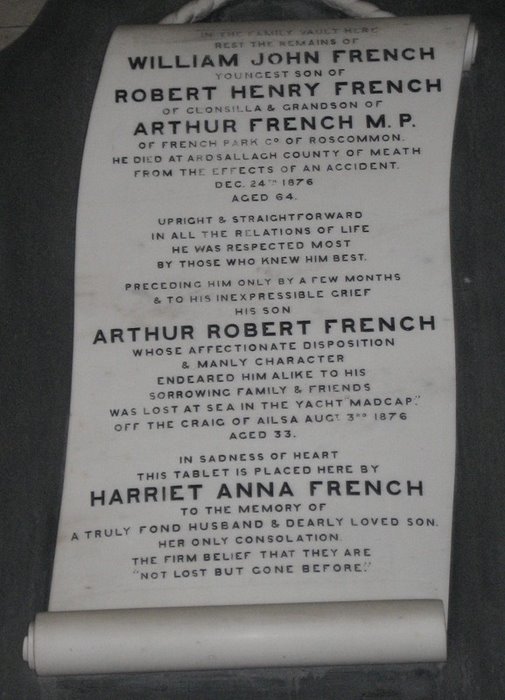 IN THE FAMILY VAULT HERE
REST THE REMAINS OF
WILLIAM JOHN FRENCH
YOUNGEST SON OF
ROBERT HENRY FRENCH
OF CLONSILLA & GRANDSON OF
ARTHUR FRENCH M.P.
OF FRENCH PARK Cº OF ROSCOMMON.
HE DIED AT AROSALLAGH COUNTY OF MEATH
FROM THE EFFECTS OF AN ACCIDENT.
DEC. 24TH 1876
AGED 64.
UPRIGHT & STRAIGHTFORWARD
IN ALL THE RELATIONS OF LIFE
HE WAS RESPECTED MOST
BY THOSE WHO KNEW HIM BEST.
PRECEDING HIM ONLY BY A FEW MONTHS
& TO HIS INEXPRESSIBLE GRIEF
HIS SON
ARTHUR ROBERT FRENCH
WHOSE AFFECTIONATE DISPOSITION
& MANLY CHARACTER
ENDEARED HIM ALIKE TO HIS
SORROWING FAMILY & FRIENDS
WAS LOST AT SEA IN THE YACHT "MADCAP."
OFF THE CRAIG OF AILSA AUGT 3RD 1876
AGED 33.
IN SADNESS OF HEART
THIS TABLET IS PLACED HERE BY
HARRIET ANNA FRENCH
TO THE MEMORY OF
A TRULY FOND HUSBAND & DEARLY LOVED SON.
HER ONLY CONSOLATION
THE FIRM BELIEF THAT THEY ARE
"NOT LOST BUT GONE BEFORE."